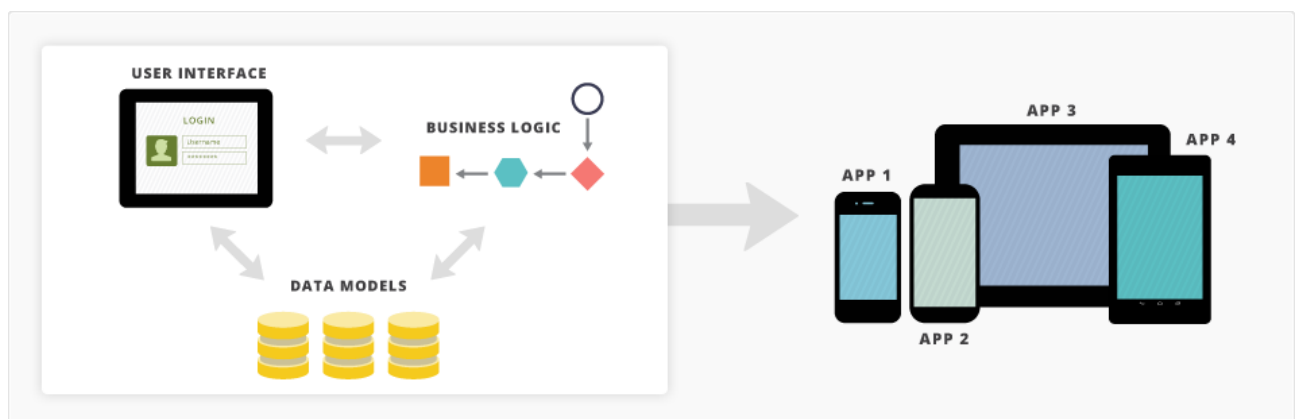 USER INTERFACE
LOGIN
Username
********
BUSINESS LOGIC
DATA MODELS
APP 3
APP 4
APP 1
APP 2